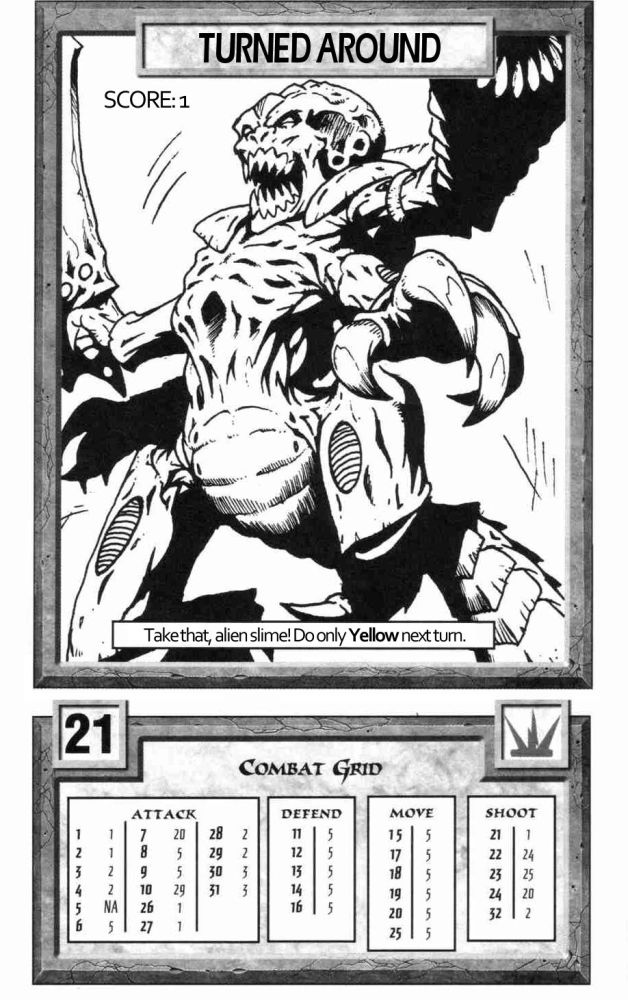 TURNED AROUND
SCORE: 1
Take that, alien slime! Do only Yellow next turn.
21
COMBAT GRID
ATTACK
1 1 7 20 28 2
2 1 8 5 29 2
3 2 9 5 30 3
4 2 10 29 31 3
5 NA 26 1
6 5 27 1
DEFEND
11 5
12 5
13 5
14 5
16 5
MOVE
15 5
17 5
18 5
19 5
20 5
25 5
SHOOT
21 1
22 24
23 25
24 20
32 2